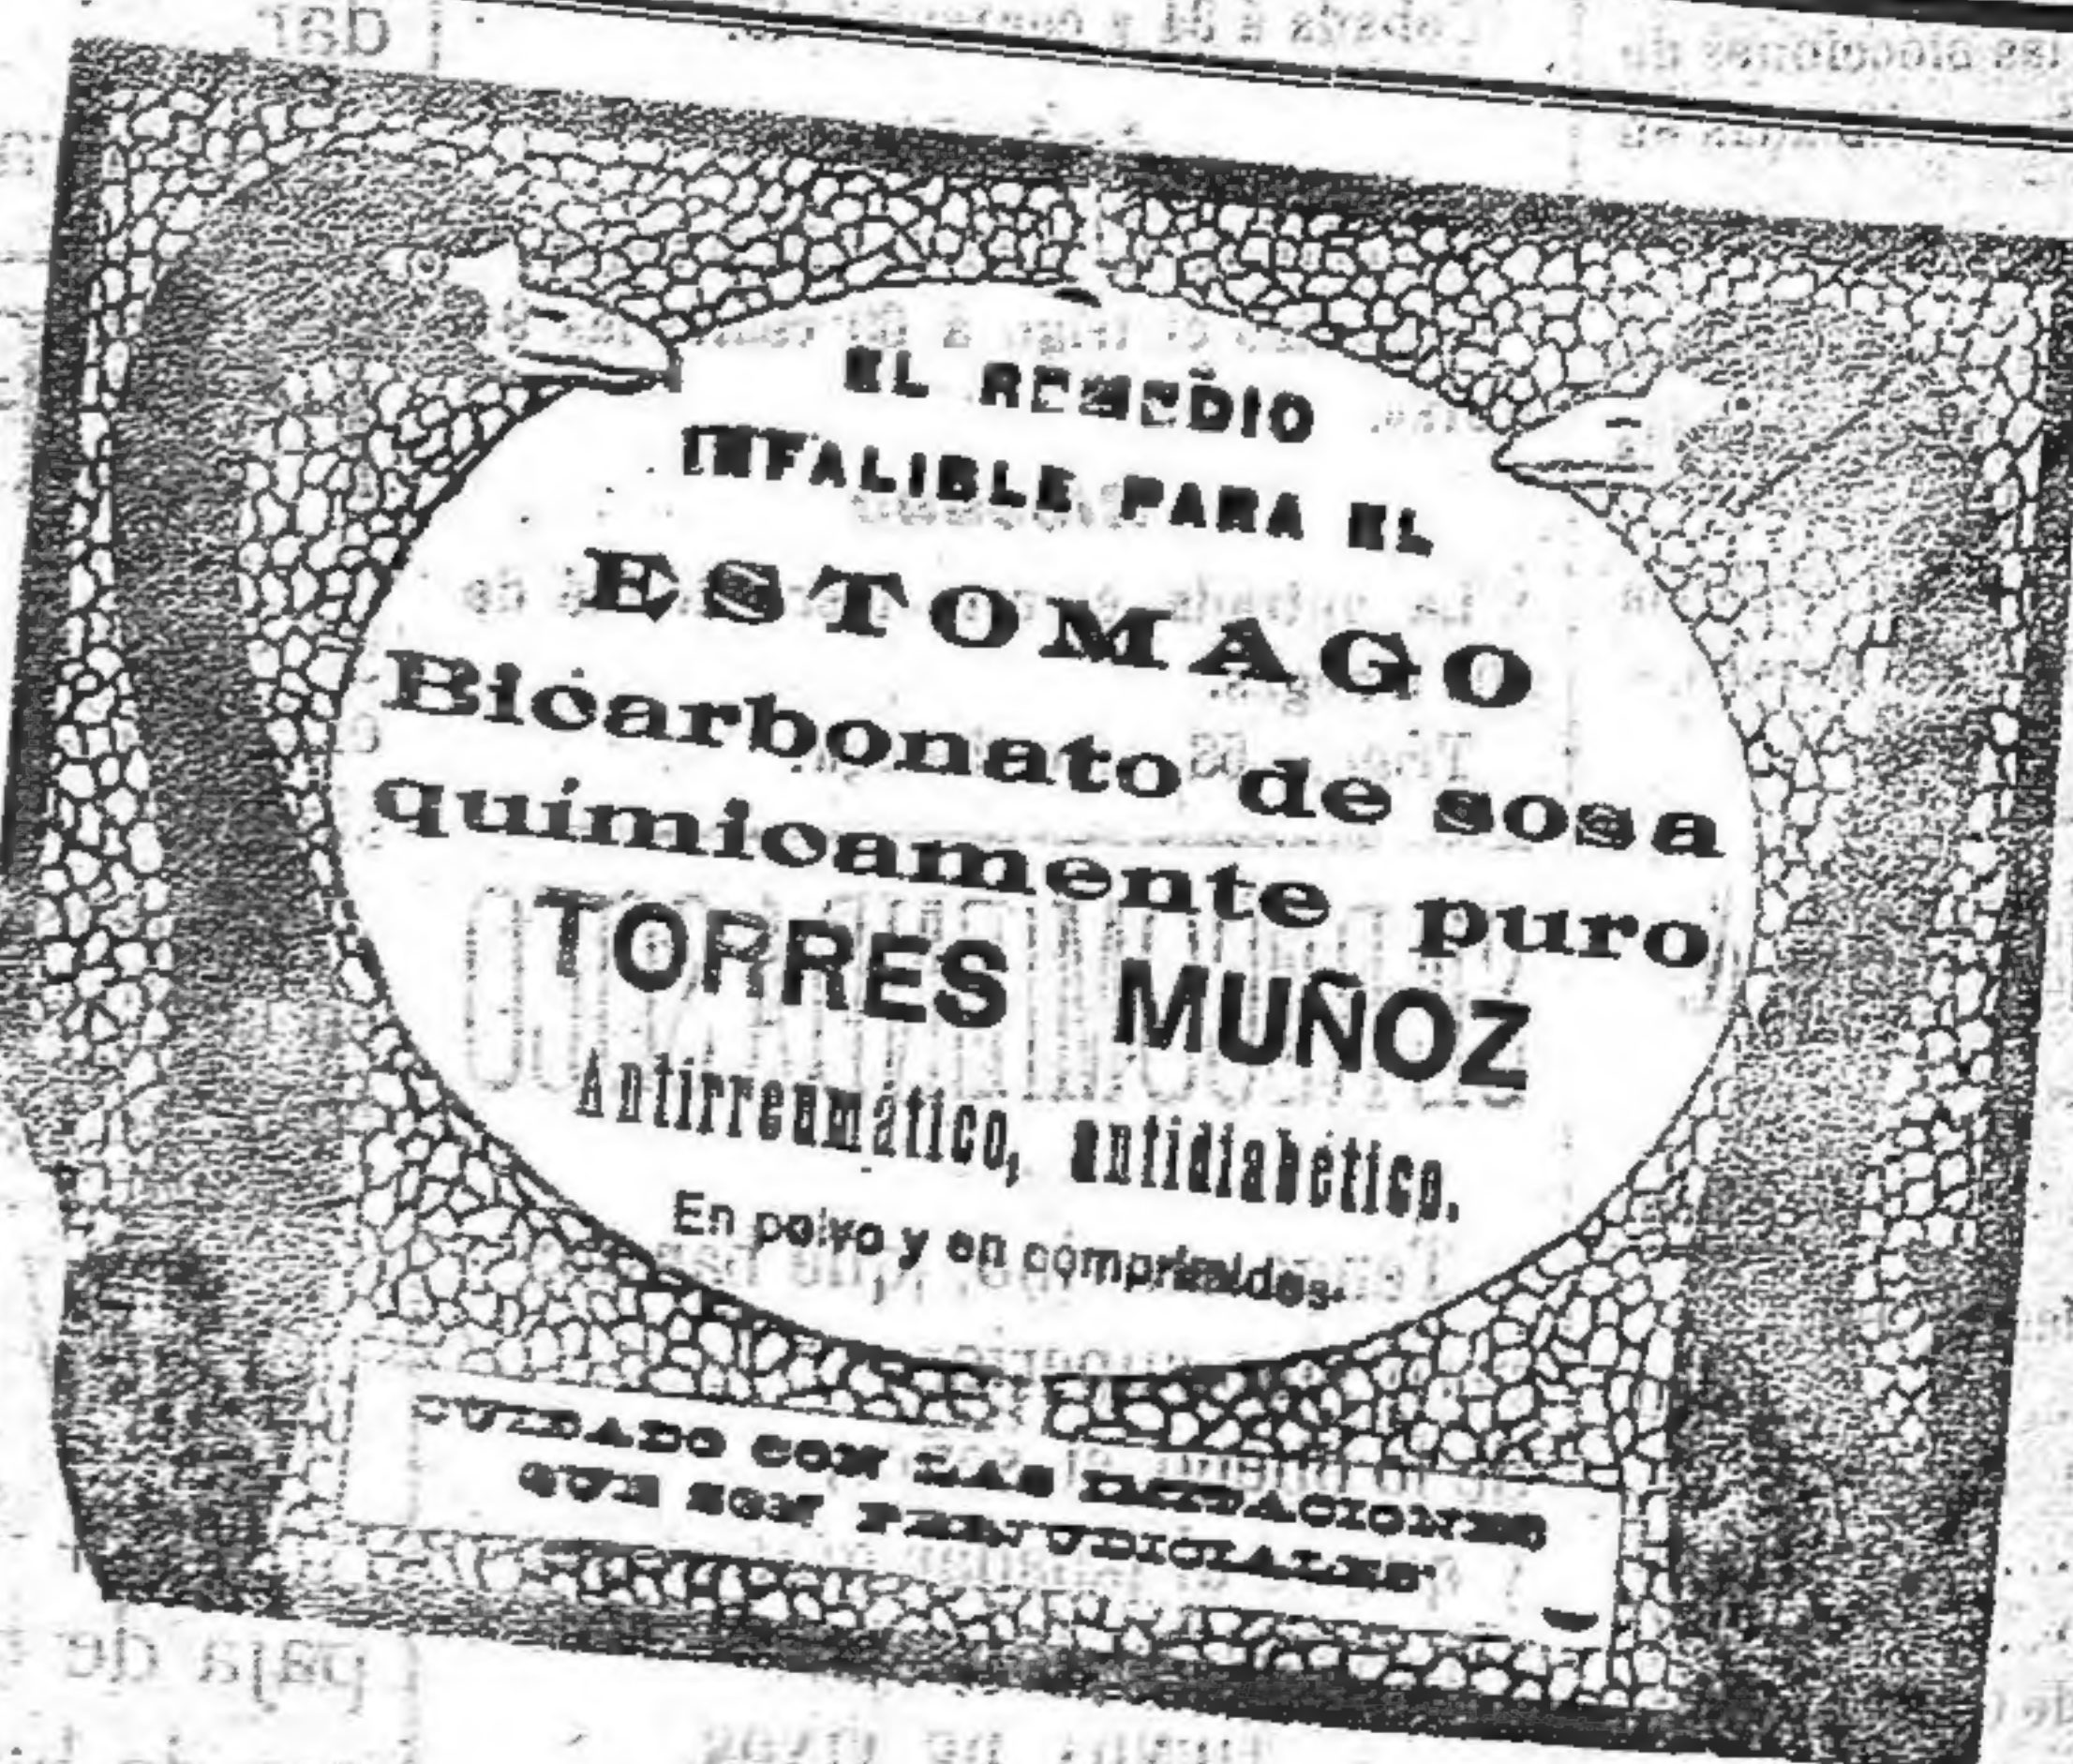 EL REMEDIO
INFALIBLE PARA EL
ESTOMAGO
Bicarbonato de sosa
químicamente puro
TORRES MUÑOZ
Antirreumático, antidiabético.
En polvo y en comprimidos.
CUIDADO CON LAS IMITACIONES
QUE SON PERJUDICIALES